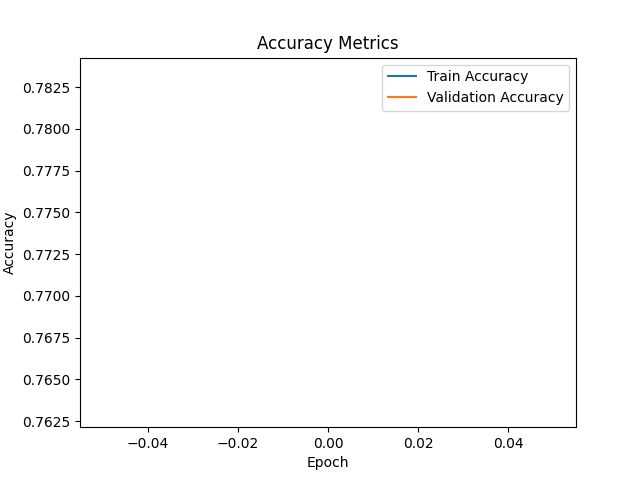 Accuracy Metrics
Train Accuracy
Validation Accuracy
0.7825
0.7800
0.7775
0.7750
0.7725
0.7700
0.7675
0.7650
0.7625
Accuracy
−0.04 −0.02 0.00 0.02 0.04
Epoch